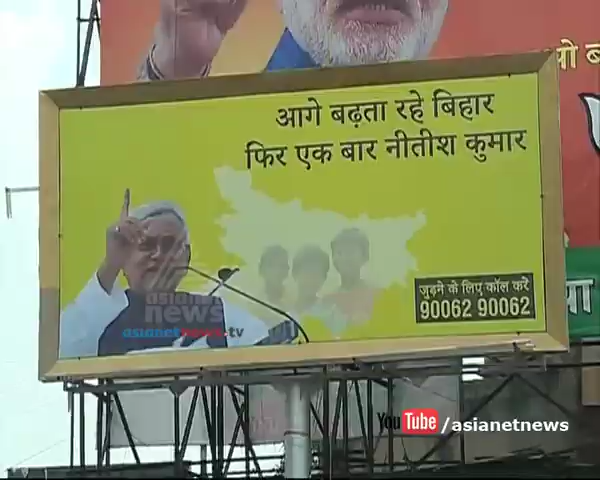 आगे बढ़ता रहे बिहार
फिर एक बार नीतीश कुमार
जुड़ने के लिए कॉल करें
90062 90062
asianet
news
asianetnews.tv
YouTube/asianetnews